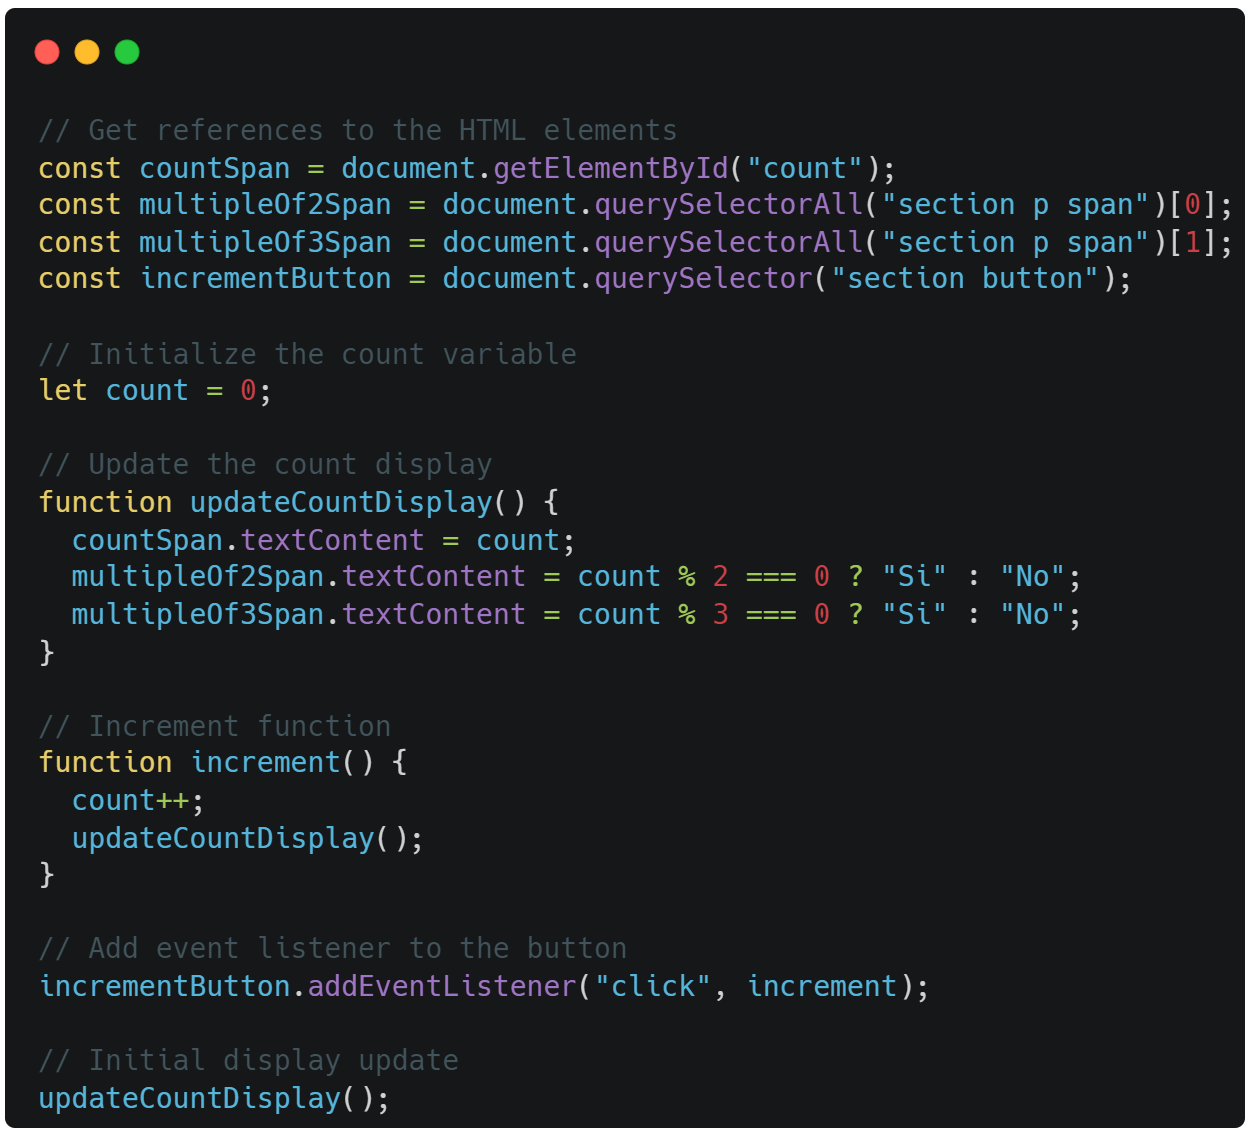 // Get references to the HTML elements
const countSpan = document.getElementById("count");
const multipleOf2Span = document.querySelectorAll("section p span")[0];
const multipleOf3Span = document.querySelectorAll("section p span")[1];
const incrementButton = document.querySelector("section button");

// Initialize the count variable
let count = 0;

// Update the count display
function updateCountDisplay() {
  countSpan.textContent = count;
  multipleOf2Span.textContent = count % 2 === 0 ? "Si" : "No";
  multipleOf3Span.textContent = count % 3 === 0 ? "Si" : "No";
}

// Increment function
function increment() {
  count++;
  updateCountDisplay();
}

// Add event listener to the button
incrementButton.addEventListener("click", increment);

// Initial display update
updateCountDisplay();